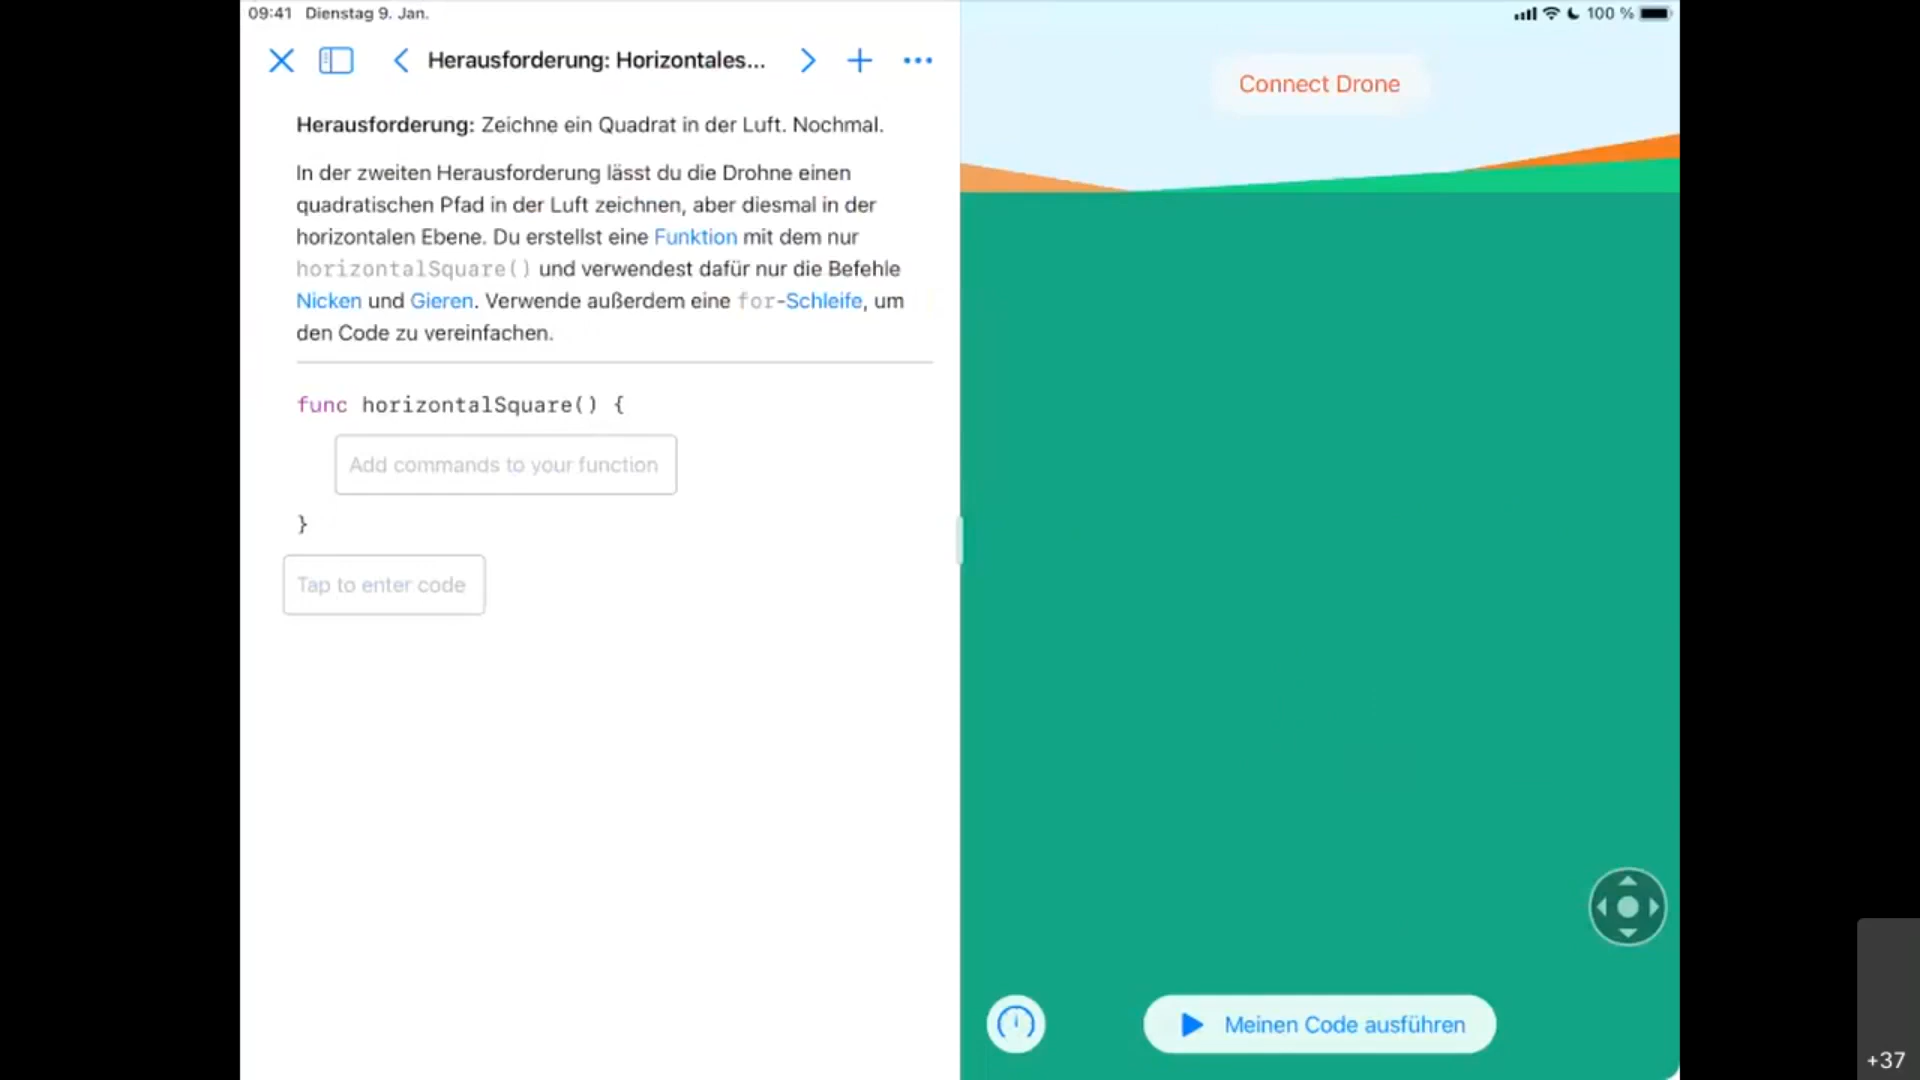 09:41 Dienstag 9. Jan.
100 %
Herausforderung: Horizontales...
Connect Drone
Herausforderung: Zeichne ein Quadrat in der Luft. Nochmal.
In der zweiten Herausforderung lässt du die Drohne einen
quadratischen Pfad in der Luft zeichnen, aber diesmal in der
horizontalen Ebene. Du erstellst eine Funktion mit dem nur
horizontalSquare() und verwendest dafür nur die Befehle
Nicken und Gieren. Verwende außerdem eine for-Schleife, um
den Code zu vereinfachen.
func horizontalSquare() {
Add commands to your function
}
Tap to enter code
Meinen Code ausführen
+37